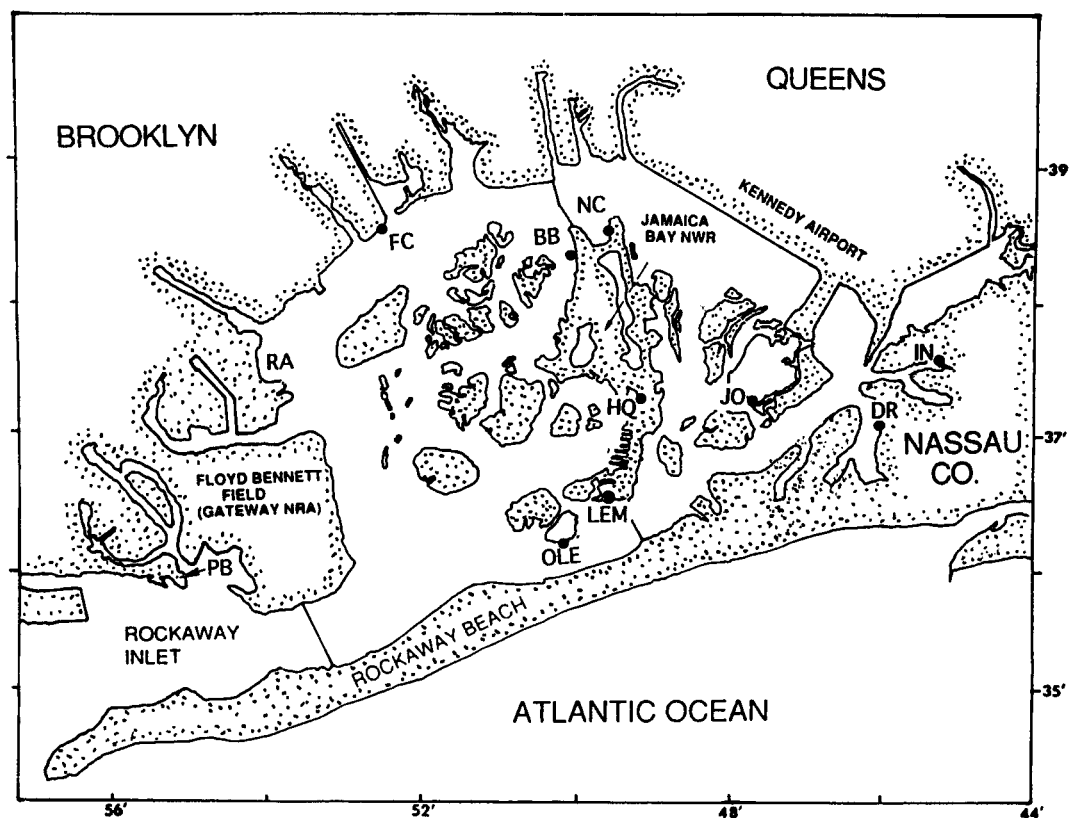 QUEENS
BROOKLYN
39
KENNEDY AIRPORT
NC
JAMAICA
BAY NWR
FC
BB
IN
RA
JO
HQ
DR
37'
NASSAU
CO.
FLOYD BENNETT
FIELD
(GATEWAY NRA)
LEM
OLE
PB
ROCKAWAY
INLET
ROCKAWAY BEACH
35'
ATLANTIC OCEAN
56'
52'
48'
44'